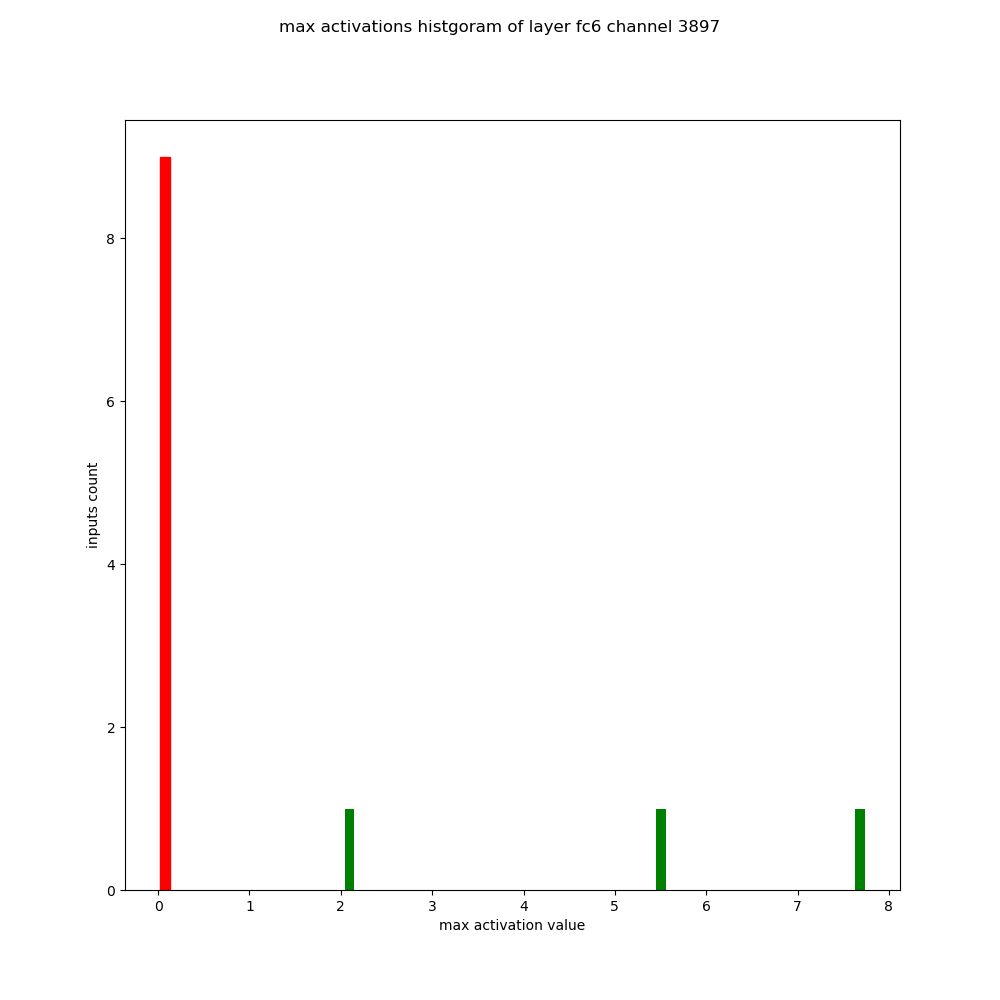 max activations histgoram of layer fc6 channel 3897
8
6
4
2
0
inputs count
0 1 2 3 4 5 6 7 8
max activation value